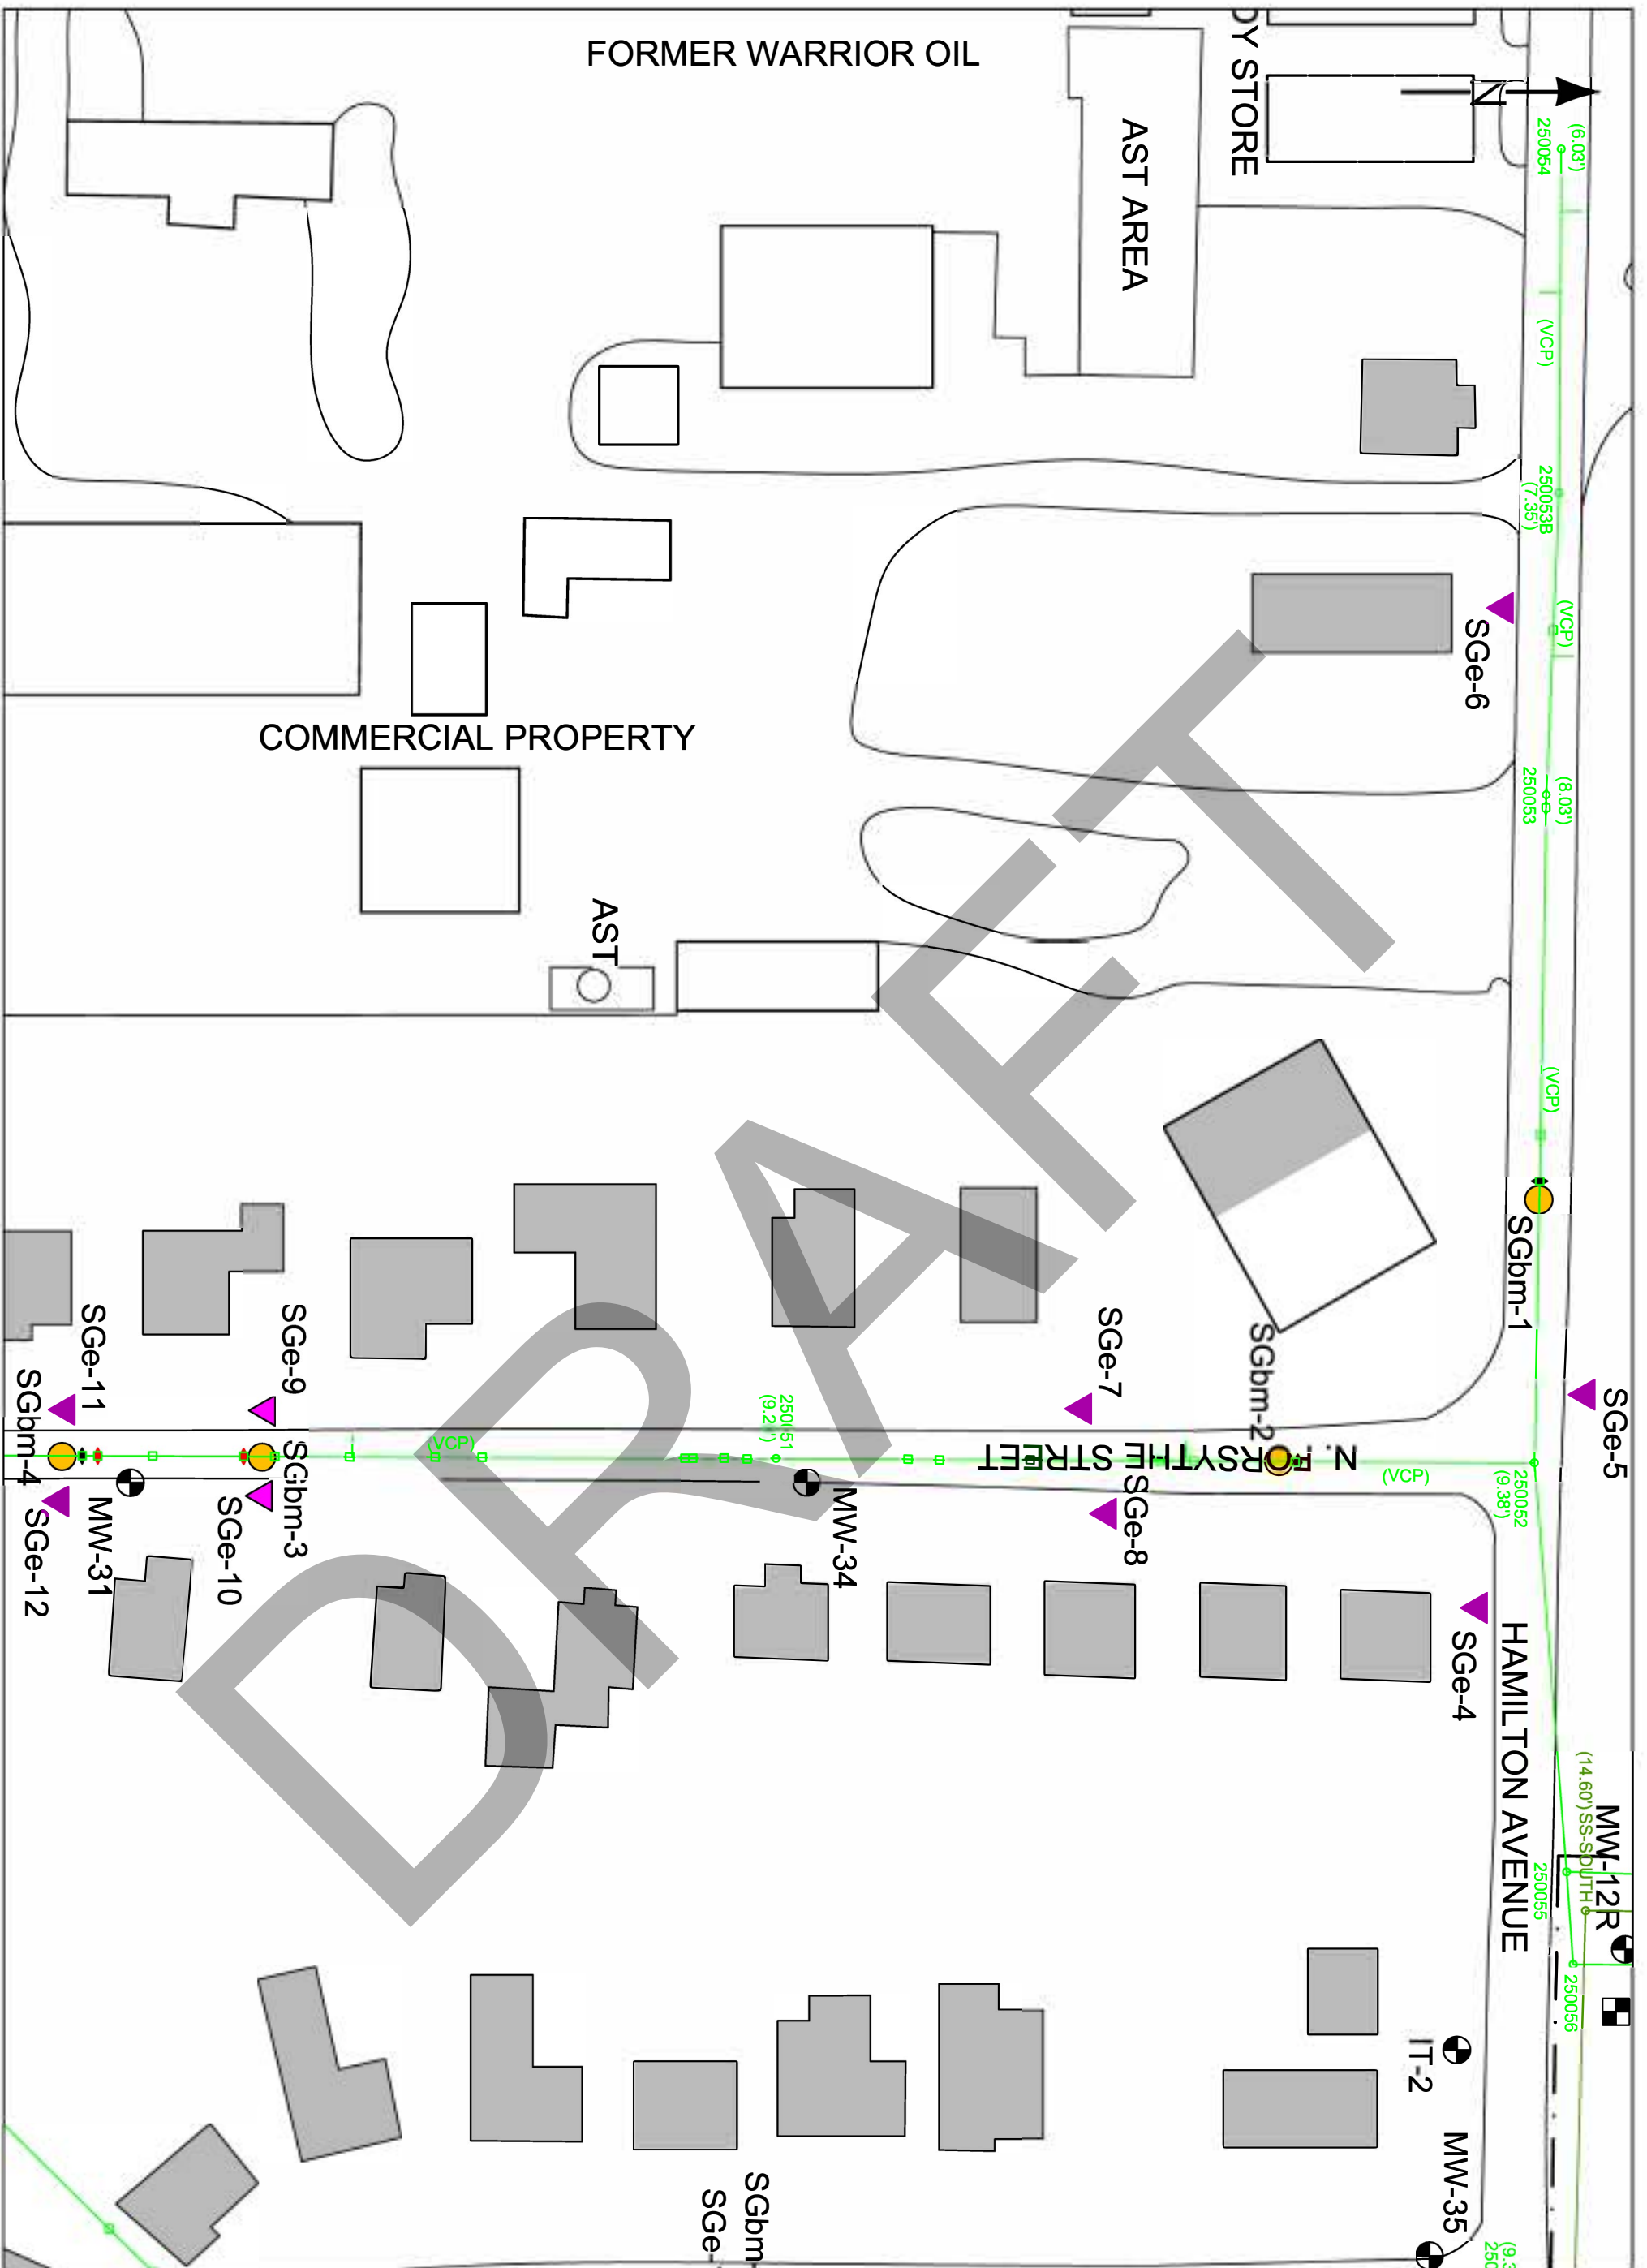 FORMER WARRIOR OIL
DY STORE
N
AST AREA
(6.03')
250054
(VCP)
250053B
(7.35')
(VCP)
SGe-6
COMMERCIAL PROPERTY
(8.03')
250053
AST
(VCP)
SGbm-1
SGe-5
SGe-7
SGbm-2
SGe-9
SGe-11
SGbm-4
(VCP)
250051
N. FORSYTHE STREET
(VCP)
250052
(9.38')
SGbm-3
SGe-10
MW-31
SGe-12
MW-34
SGe-8
SGe-4
HAMILTON AVENUE
(14.60') SS-SOUTH
MW-12R
250055
250056
IT-2
MW-35
SGbm-
SGe-
DRAFT